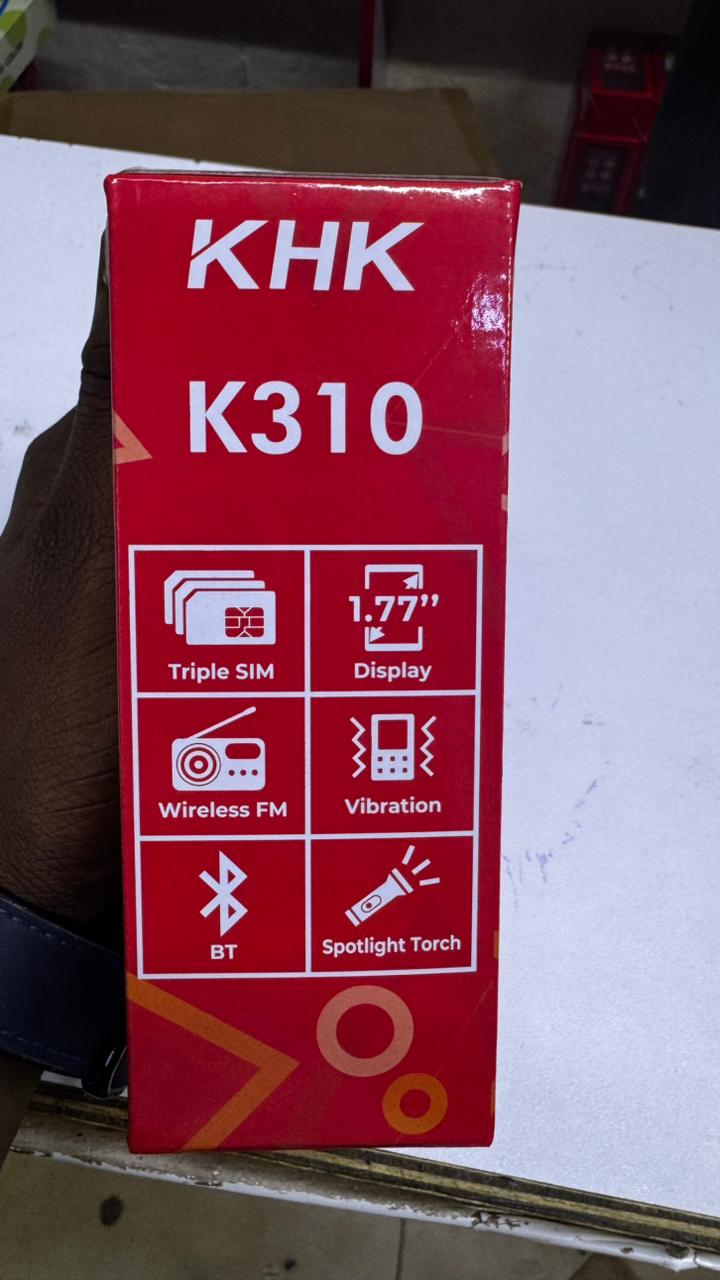 KHK
K310
Triple SIM
1.77’’
Display
Wireless FM
Vibration
BT
Spotlight Torch